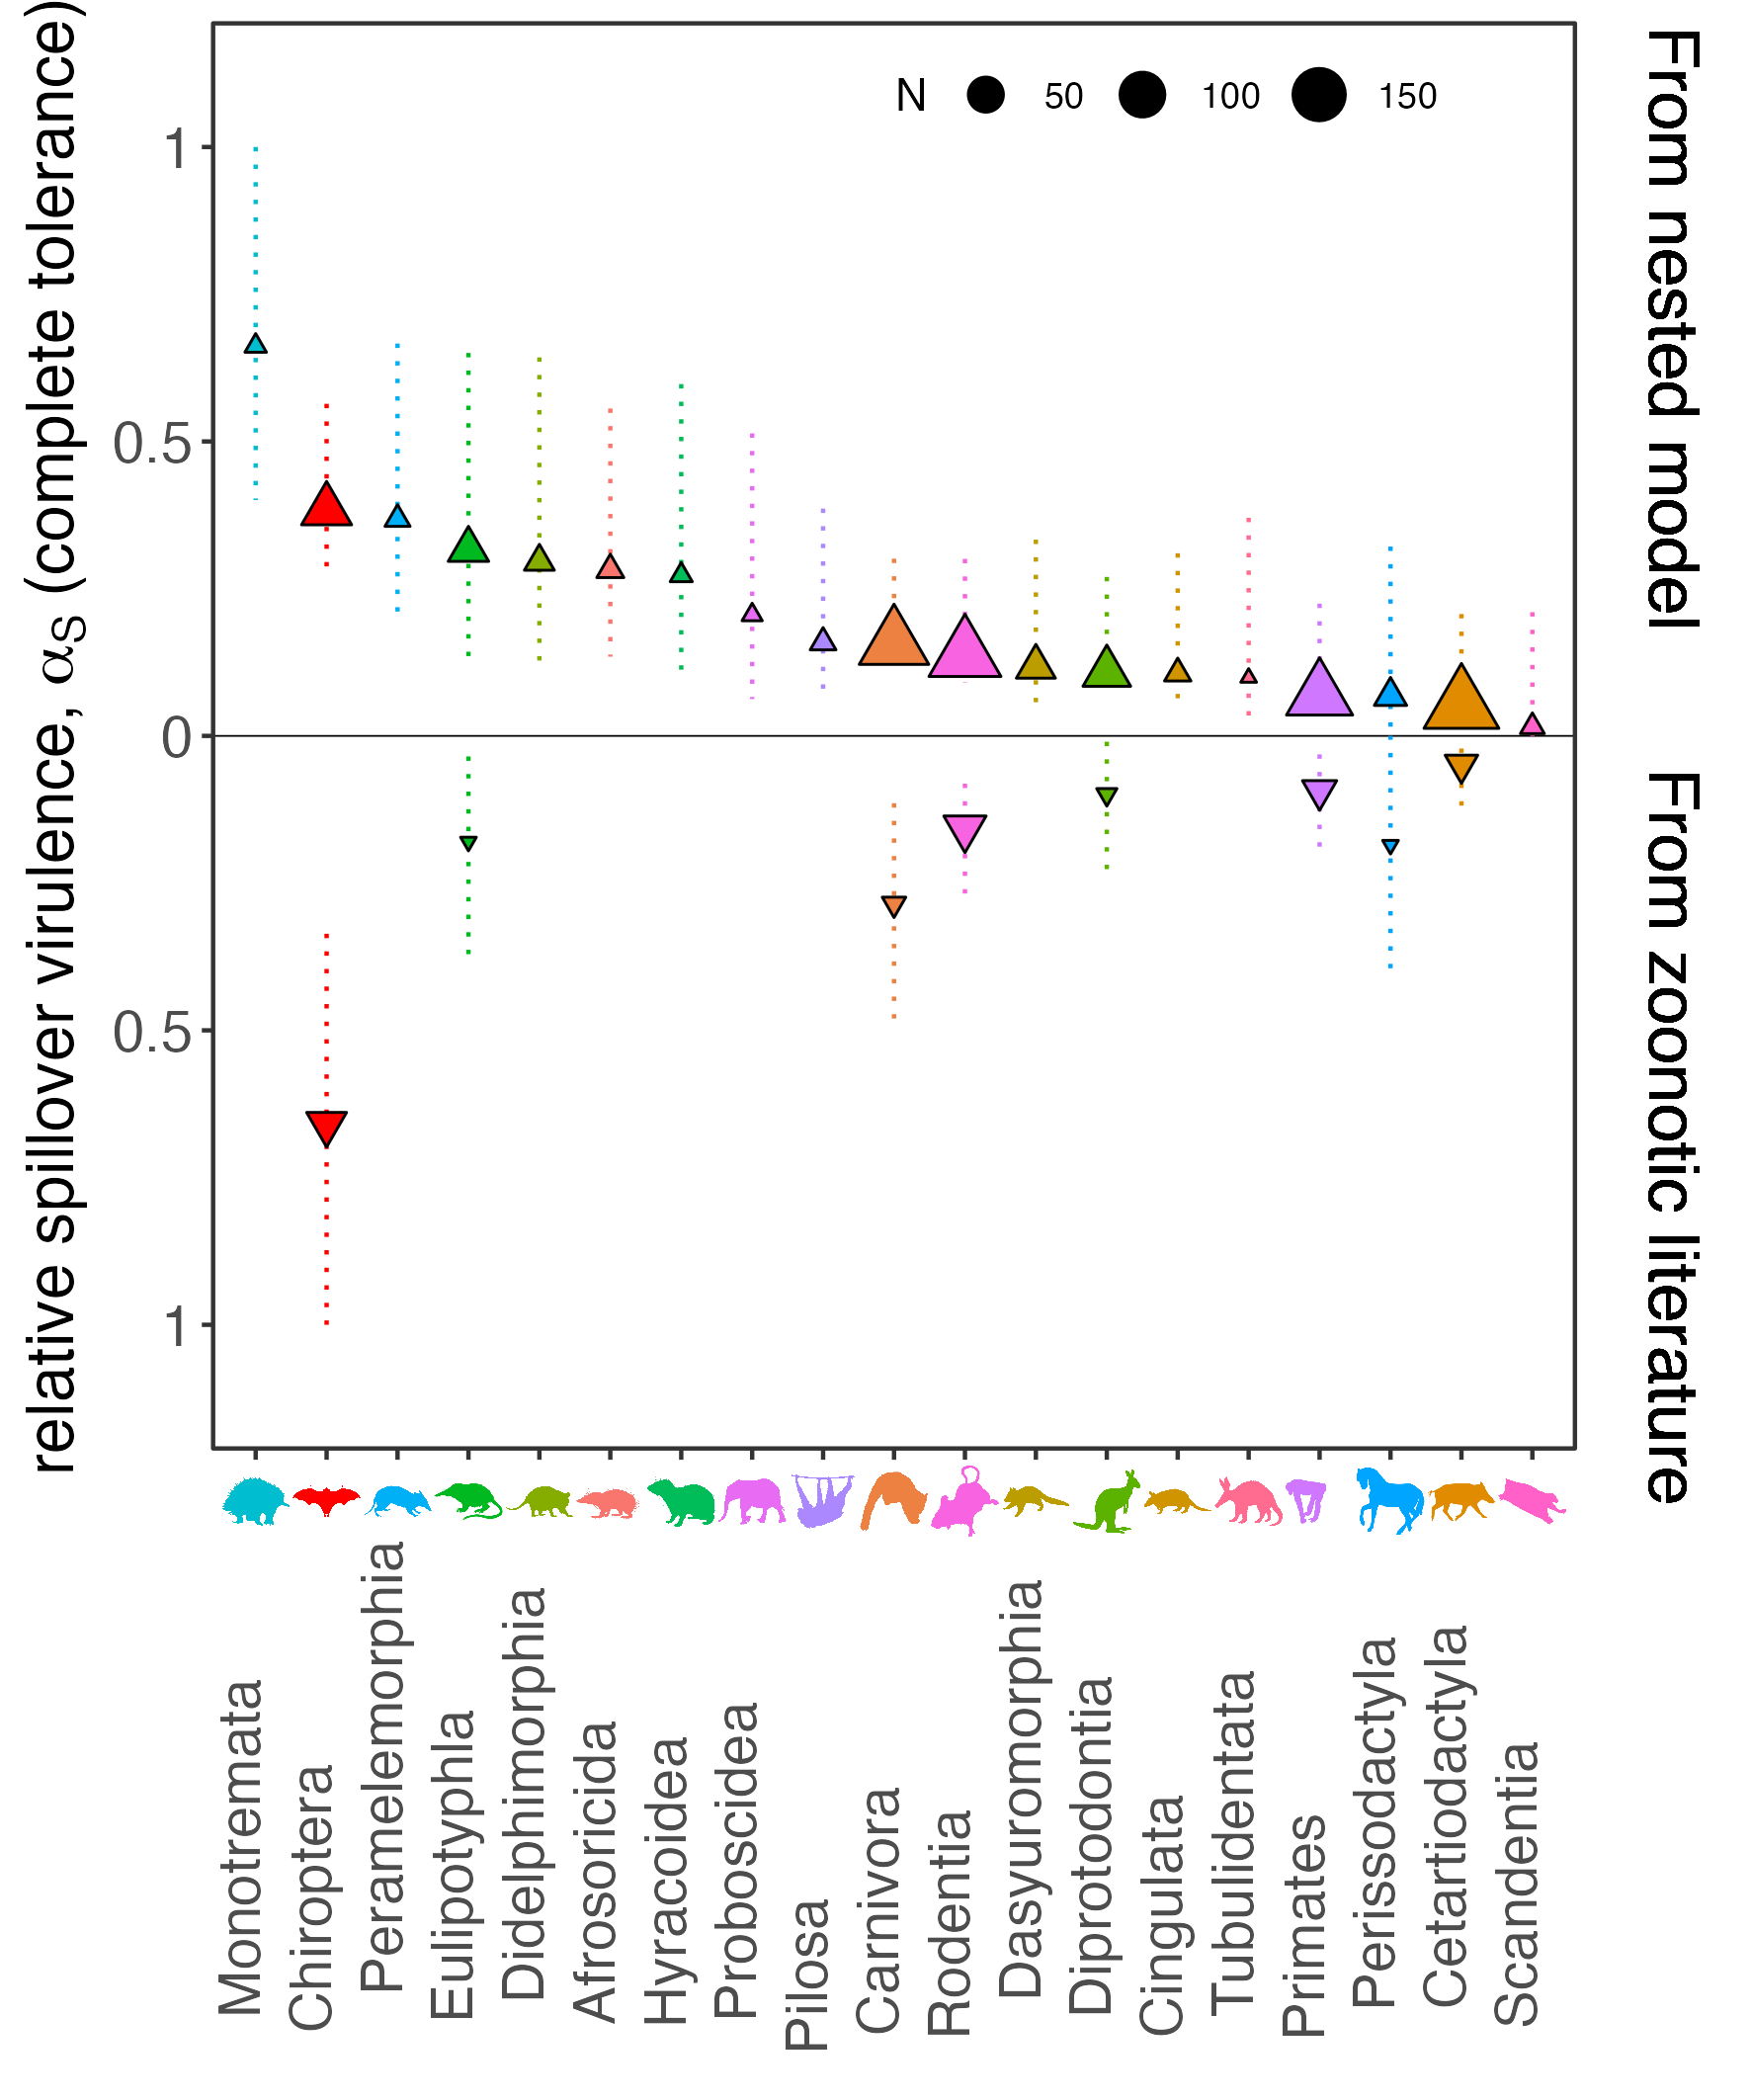 relative spillover virulence, αS (complete tolerance)
N 50 100 150
1
0.5
0
0.5
1
From nested model
From zoonotic literature
Monotremata
Chiroptera
Peramelemorphia
Eulipotyphla
Didelphimorphia
Afrosoricida
Hyracoidea
Proboscidea
Pilosa
Carnivora
Rodentia
Dasyuromorphia
Diprotodontia
Cingulata
Tubulidentata
Primates
Perissodactyla
Cetartiodactyla
Scandentia